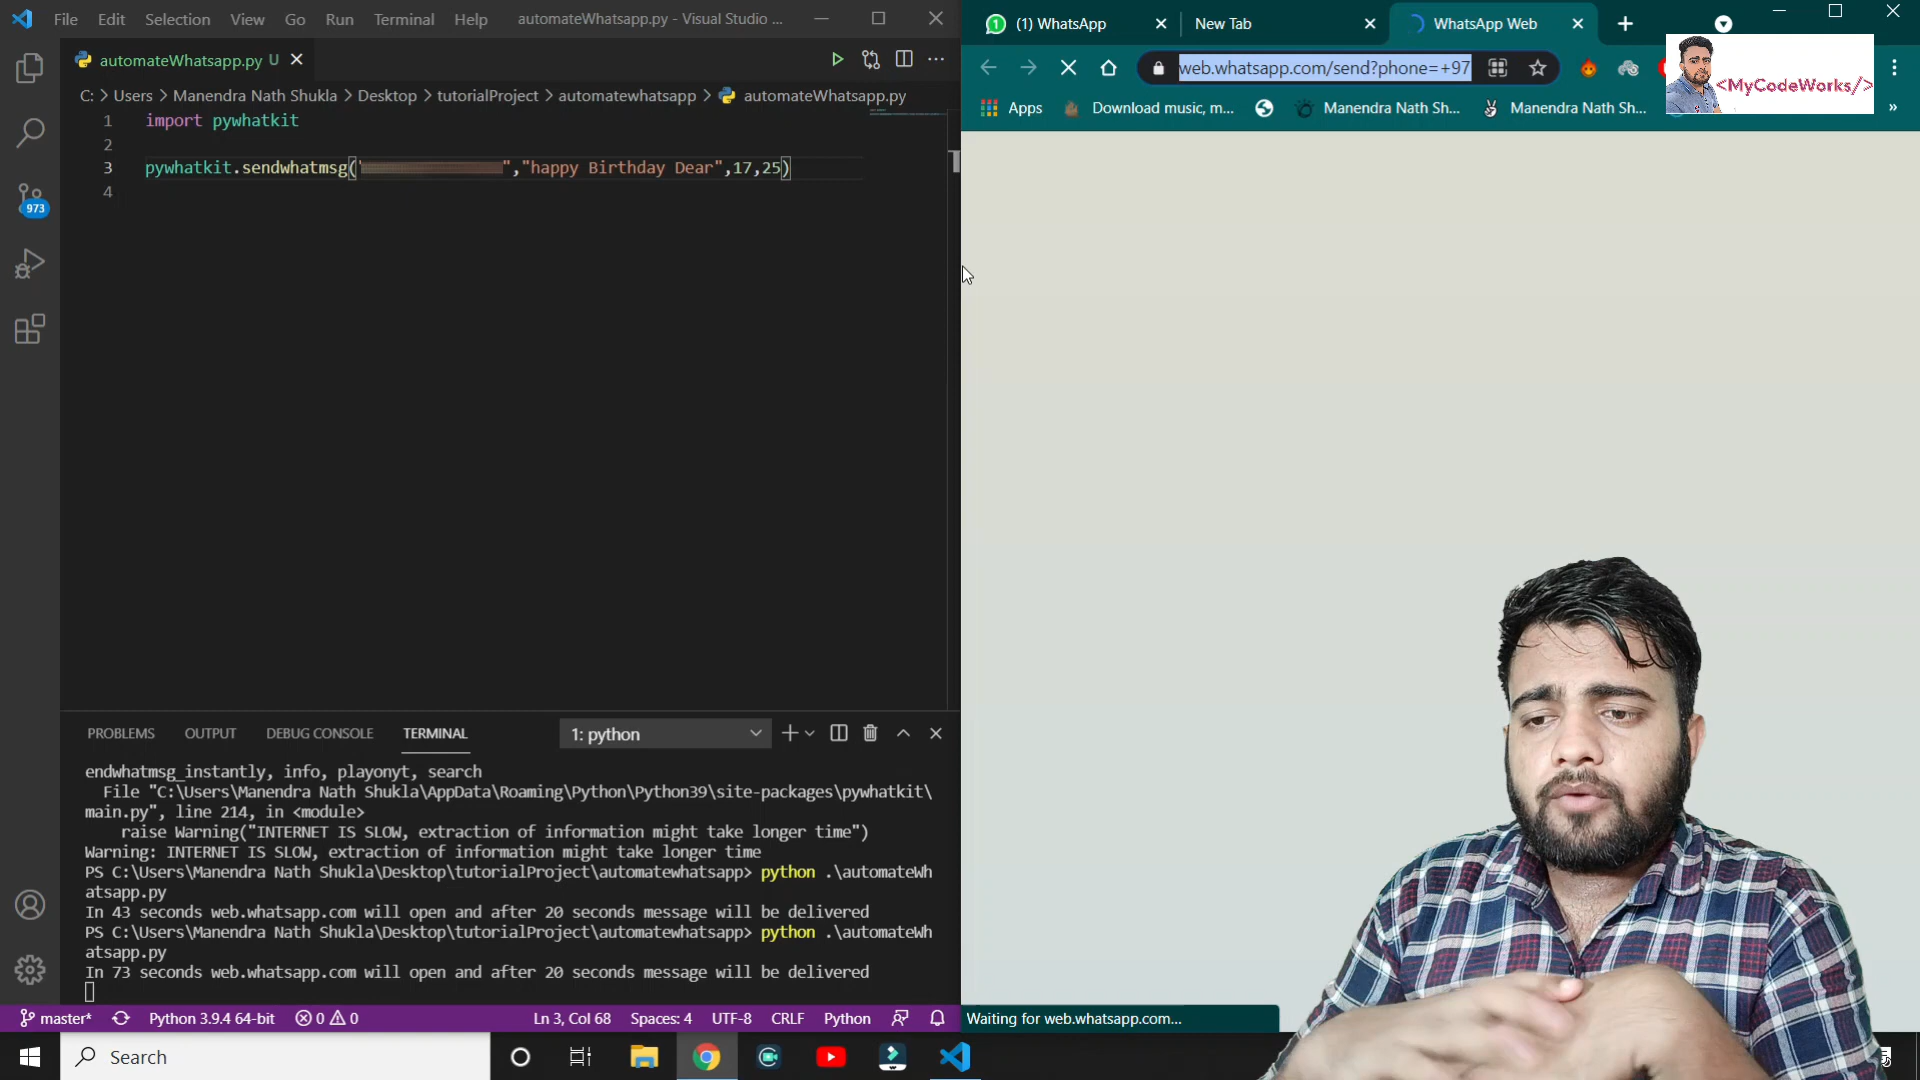 File Edit Selection View Go Run Terminal Help automateWhatsapp.py - Visual Studio ...
automateWhatsapp.py U
C: > Users > Manendra Nath Shukla > Desktop > tutorialProject > automatewhatsapp > automateWhatsapp.py
1 import pywhatkit
2
3 pywhatkit.sendwhatmsg(" ","happy Birthday Dear",17,25)
4
973
PROBLEMS OUTPUT DEBUG CONSOLE TERMINAL 1: python
endwhatmsg_instantly, info, playonyt, search
File "C:\Users\Manendra Nath Shukla\AppData\Roaming\Python\Python39\site-packages\pywhatkit\
main.py", line 214, in <module>
raise Warning("INTERNET IS SLOW, extraction of information might take longer time")
Warning: INTERNET IS SLOW, extraction of information might take longer time
PS C:\Users\Manendra Nath Shukla\Desktop\tutorialProject\automatewhatsapp> python .\automateWh
atsapp.py
In 43 seconds web.whatsapp.com will open and after 20 seconds message will be delivered
PS C:\Users\Manendra Nath Shukla\Desktop\tutorialProject\automatewhatsapp> python .\automateWh
atsapp.py
In 73 seconds web.whatsapp.com will open and after 20 seconds message will be delivered
master* Python 3.9.4 64-bit 0 0 Ln 3, Col 68 Spaces: 4 UTF-8 CRLF Python
Search
(1) WhatsApp New Tab WhatsApp Web
web.whatsapp.com/send?phone=+97
<MyCodeWorks/>
Apps Download music, m... Manendra Nath Sh... Manendra Nath Sh... »
Waiting for web.whatsapp.com...